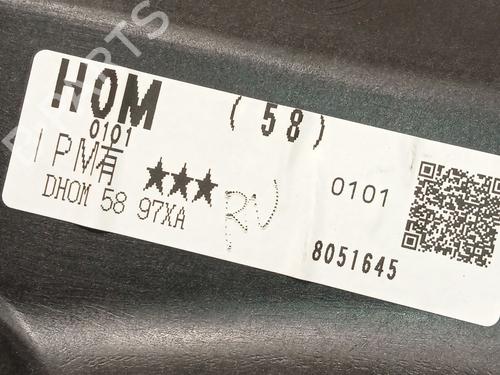 HOM (58)
0101
IPM有 ★★★ RV 0101
DHOM 58 97XA
8051645